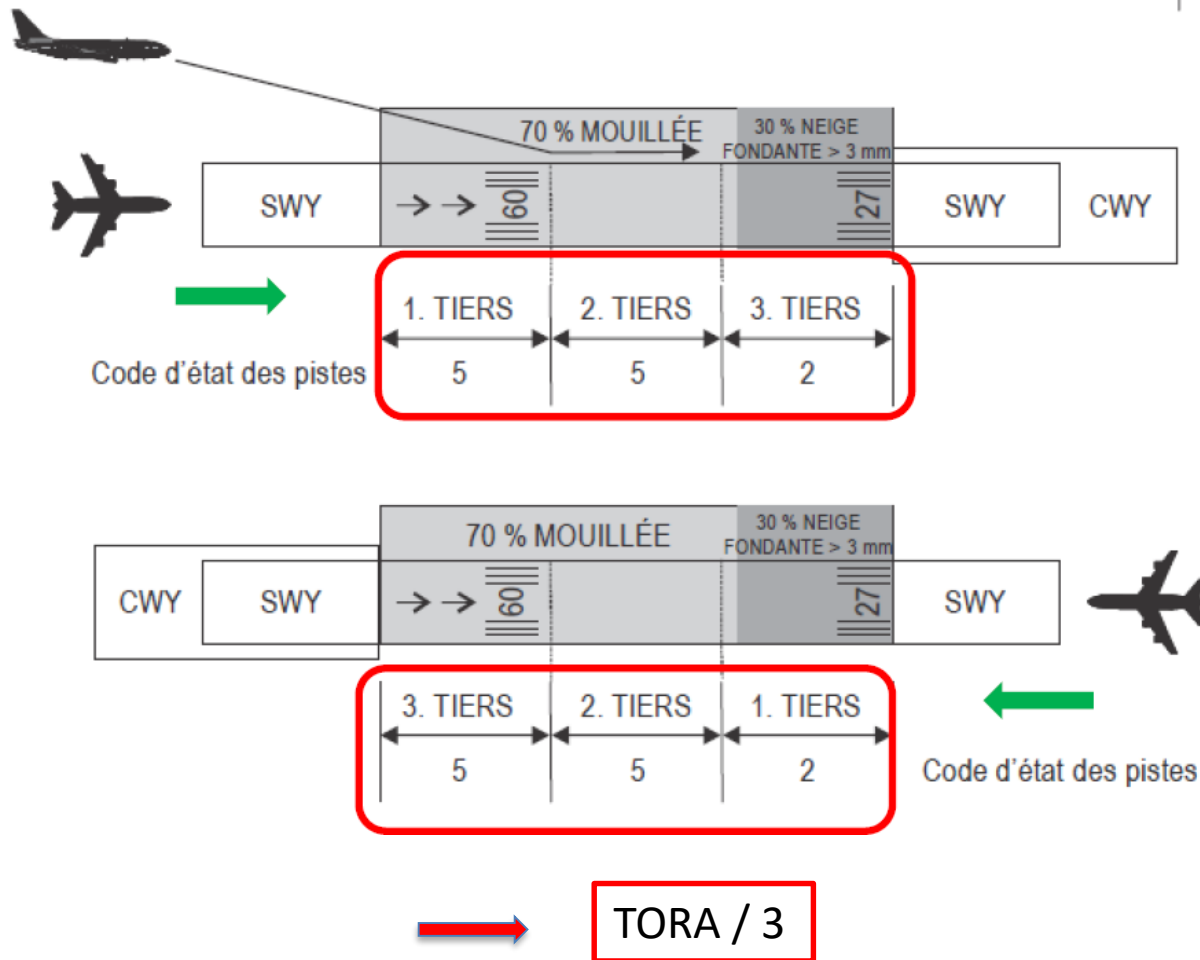 70 % MOUILLÉE
30 % NEIGE
FONDANTE > 3 mm
SWY
09
27
SWY
CWY
1. TIERS
2. TIERS
3. TIERS
Code d'état des pistes
5
5
2
70 % MOUILLÉE
30 % NEIGE
FONDANTE > 3 mm
CWY
SWY
09
27
SWY
3. TIERS
2. TIERS
1. TIERS
5
5
2
Code d'état des pistes
TORA / 3